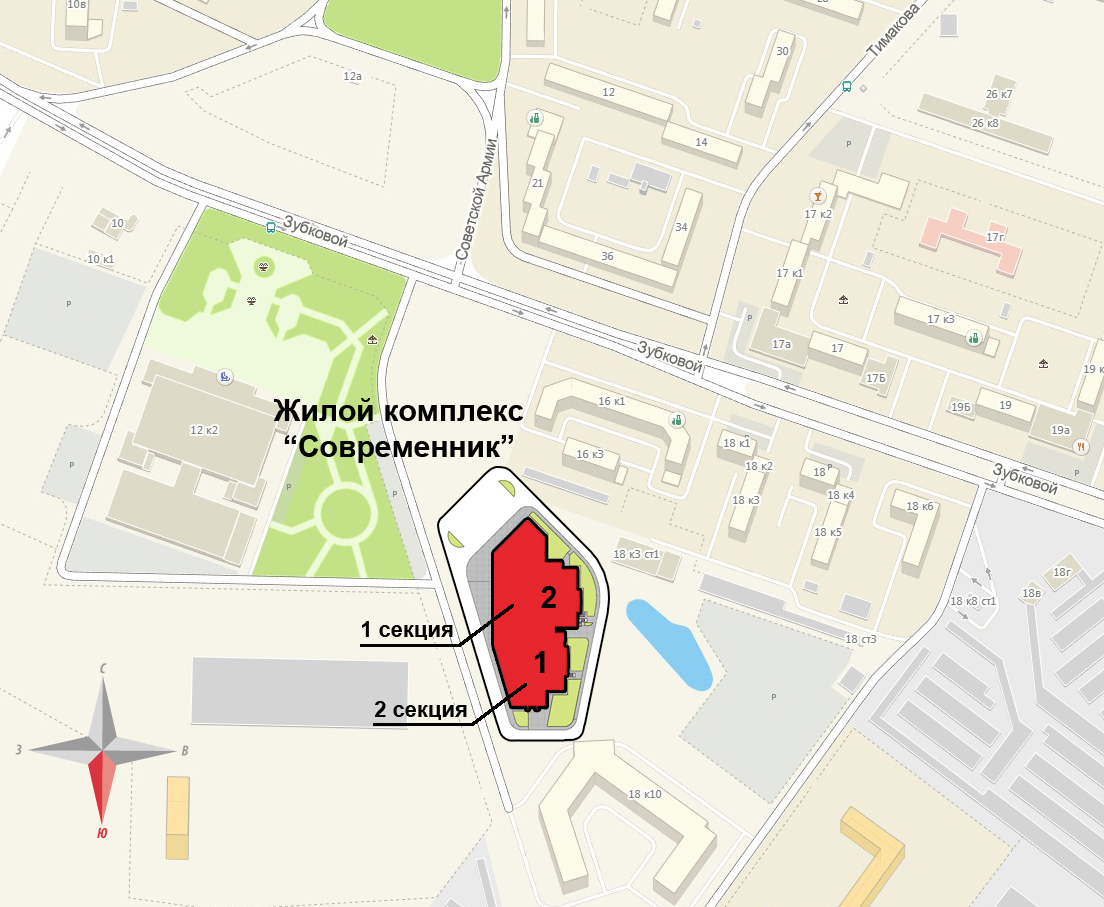 10в
28
12а
30
Тимакова
12
14
26 к7
26 к8
Р
21
Советской Армии
34
36
17 к2
17г
17 к1
10
Зубковой
10 к1
Р
Р
17 к3
17а
17
17Б
Зубковой
19 к
19Б
19
19а
Р
16 к1
Жилой комплекс
“Современник”
12 к2
16 к3
18 к1
18 к2
Р
18
18 к3
18 к4
18 к5
18 к6
Зубковой
Р
Р
Р
18 к3 ст1
2
1 секция
1
2 секция
18г
18в
18 к8 ст1
18 ст3
Р
С
З
В
Ю
18 к10